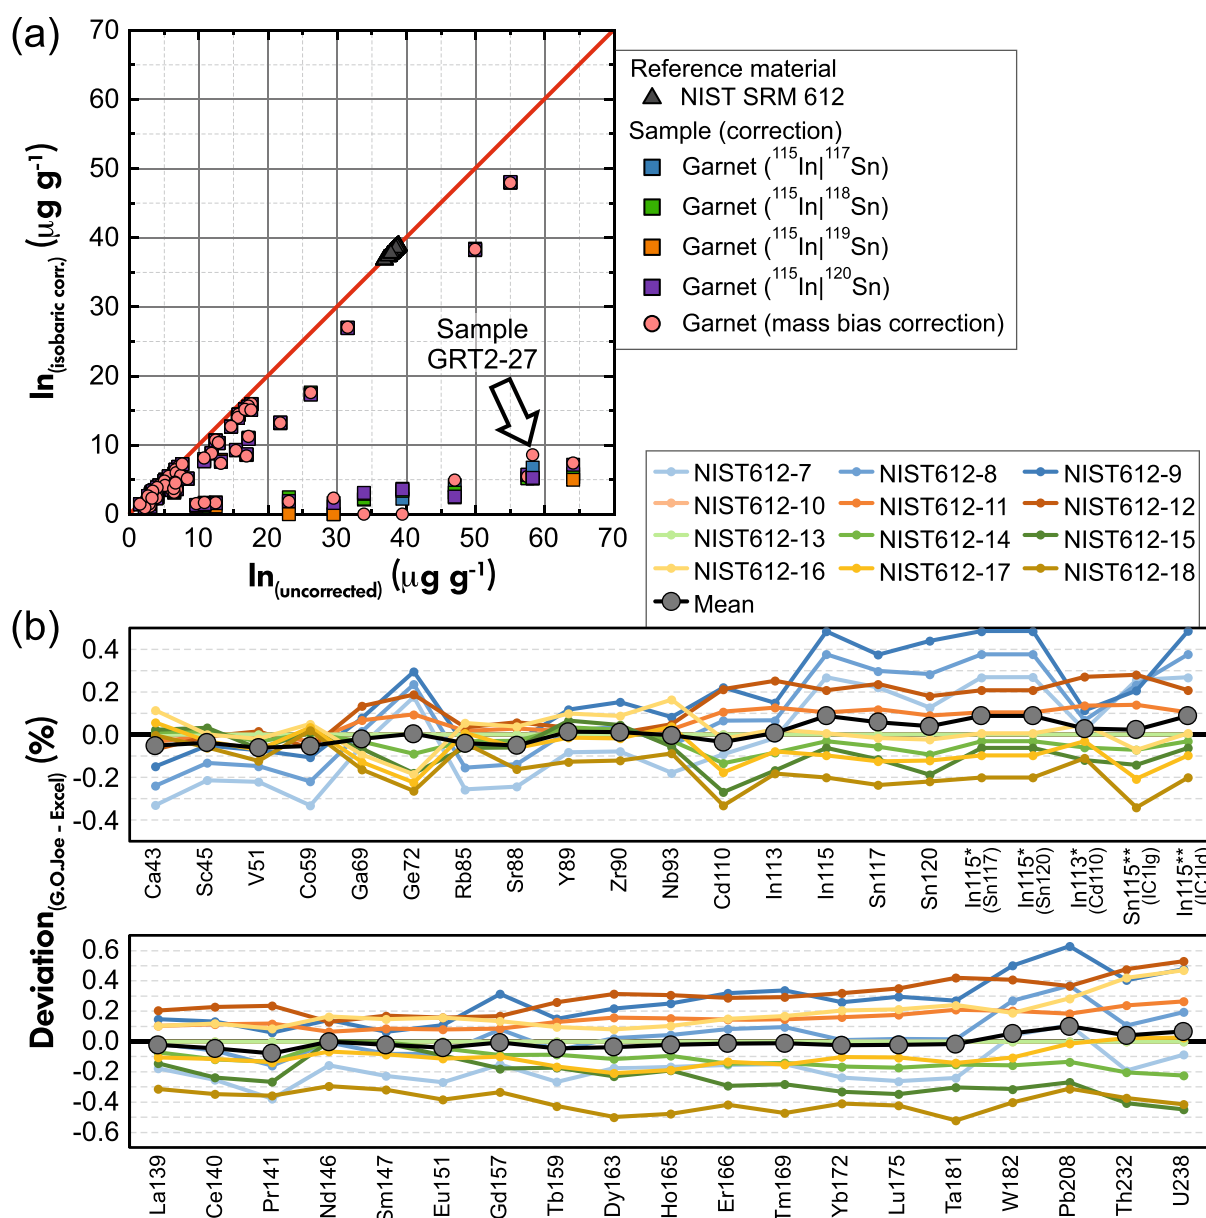 (a)
70
60
50
40
30
20
10
0
In(isobaric corr.) (µg g-1)
0 10 20 30 40 50 60 70
In(uncorrected) (µg g-1)
Sample
GRT2-27
Reference material
NIST SRM 612
Sample (correction)
Garnet (115In|117Sn)
Garnet (115In|118Sn)
Garnet (115In|119Sn)
Garnet (115In|120Sn)
Garnet (mass bias correction)
NIST612-7 NIST612-8 NIST612-9
NIST612-10 NIST612-11 NIST612-12
NIST612-13 NIST612-14 NIST612-15
NIST612-16 NIST612-17 NIST612-18
Mean
(b)
Deviation(G.O.Joe - Excel) (%)
0.4
0.2
0.0
-0.2
-0.4
Ca43
Sc45
V51
Co59
Ga69
Ge72
Rb85
Sr88
Y89
Zr90
Nb93
Cd110
In113
In115
Sn117
Sn120
In115*
(Sn117)
In115*
(Sn120)
In113*
(Cd110)
Sn115**
(IC1lg)
In115**
(IC1ld)
0.6
0.4
0.2
0.0
-0.2
-0.4
-0.6
La139
Ce140
Pr141
Nd146
Sm147
Eu151
Gd157
Tb159
Dy163
Ho165
Er166
Tm169
Yb172
Lu175
Ta181
W182
Pb208
Th232
U238